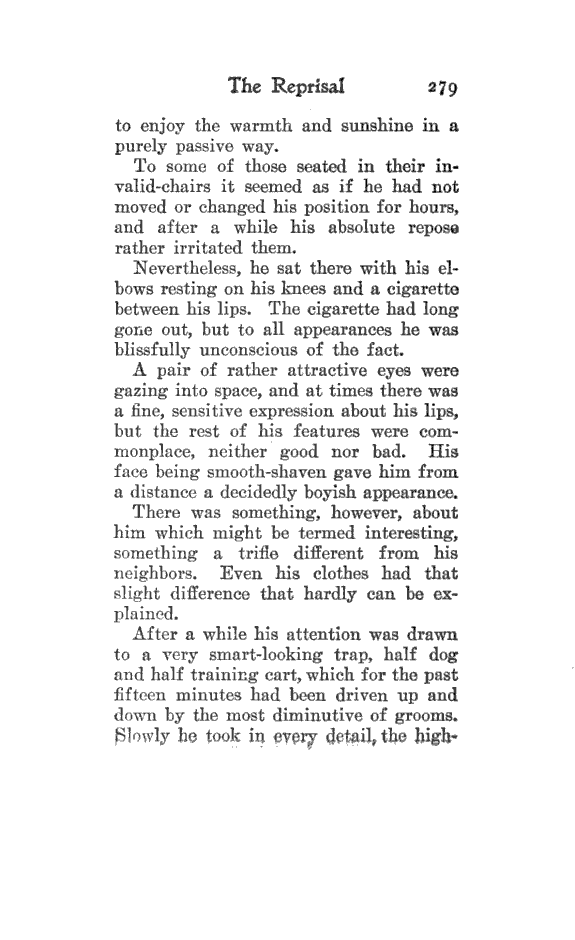 The Reprisal 279
to enjoy the warmth and sunshine in a
purely passive way.
To some of those seated in their in-
valid-chairs it seemed as if he had not
moved or changed his position for hours,
and after a while his absolute repose
rather irritated them.
Nevertheless, he sat there with his el-
bows resting on his knees and a cigarette
between his lips. The cigarette had long
gone out, but to all appearances he was
blissfully unconscious of the fact.
A pair of rather attractive eyes were
gazing into space, and at times there was
a fine, sensitive expression about his lips,
but the rest of his features were com-
monplace, neither good nor bad. His
face being smooth-shaven gave him from
a distance a decidedly boyish appearance.
There was something, however, about
him which might be termed interesting,
something a trifle different from his
neighbors. Even his clothes had that
slight difference that hardly can be ex-
plained.
After a while his attention was drawn
to a very smart-looking trap, half dog
and half training cart, which for the past
fifteen minutes had been driven up and
down by the most diminutive of grooms.
Slowly he took in every detail, the high-